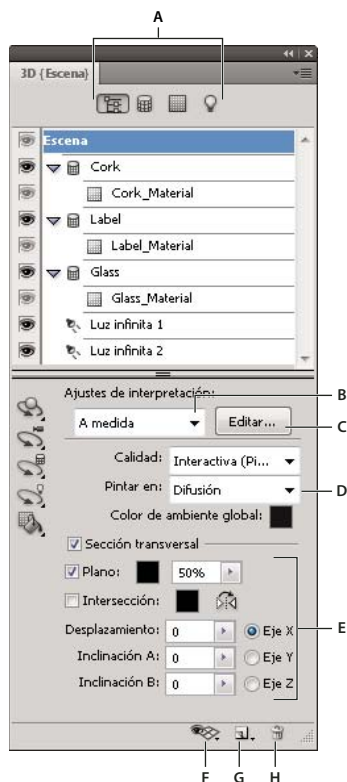 A
3D {Escena}
Escena
Cork
Cork_Material
Label
Label_Material
Glass
Glass_Material
Luz infinita 1
Luz infinita 2
Ajustes de interpretación:
B
A medida
Editar...
C
Calidad:
Interactiva (Pi...
Pintar en:
Difusión
D
Color de ambiente global:
Sección transversal
Plano:
50%
Intersección:
E
Desplazamiento:
0
Eje X
Inclinación A:
0
Eje Y
Inclinación B:
0
Eje Z
F
G
H